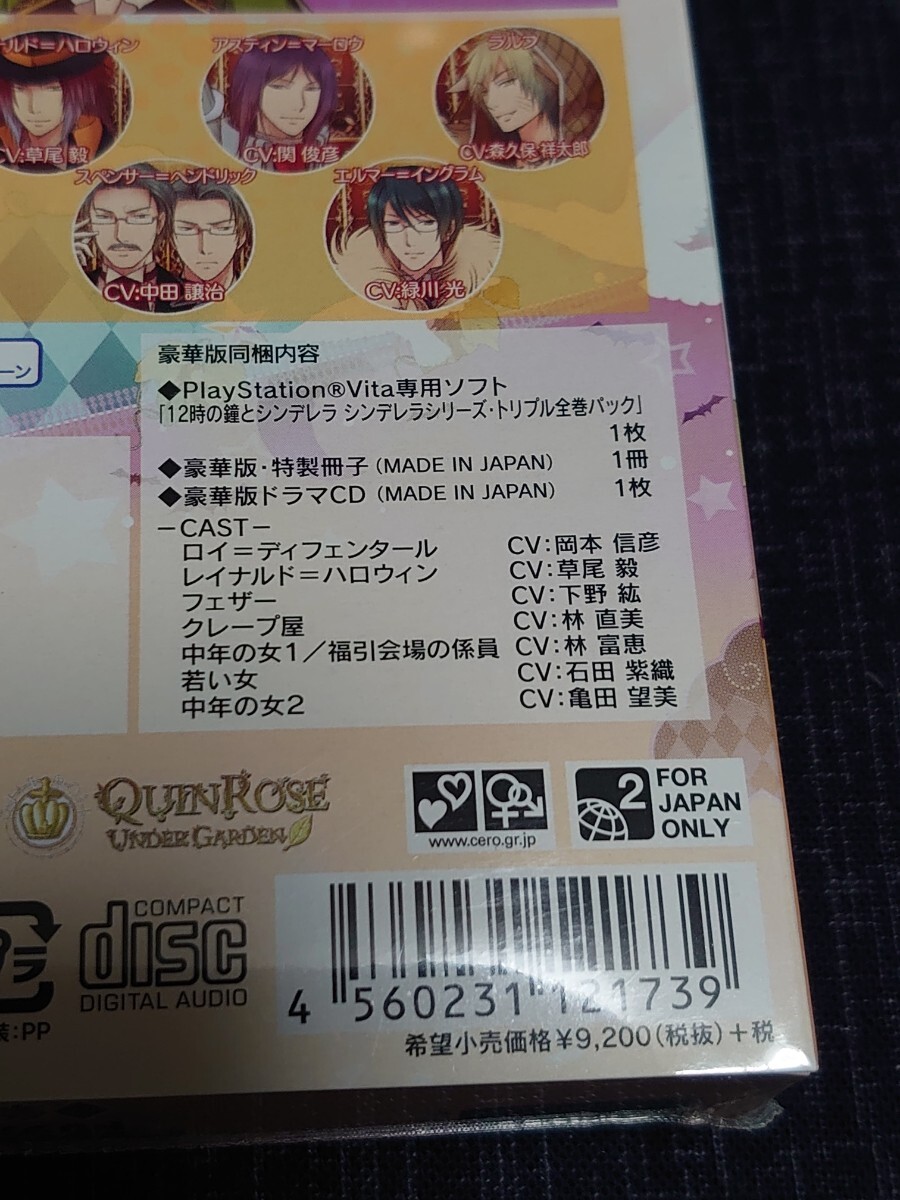 ールド＝ハロウィン
アスティン＝マーロウ
ラルフ
CV:草尾 毅
CV:関 俊彦
CV:森久保 祥太郎
スペンサー＝ヘンドリック
エルマー＝イングラム
CV:中田 譲治
CV:緑川 光
ーン
豪華版同梱内容
◆PlayStation®Vita専用ソフト
「12時の鐘とシンデレラ シンデレラシリーズ・トリプル全巻パック」
1枚
◆豪華版・特製冊子 (MADE IN JAPAN) 1冊
◆豪華版ドラマCD (MADE IN JAPAN) 1枚
－CAST－
ロイ＝ディフェンタール CV:岡本 信彦
レイナルド＝ハロウィン CV:草尾 毅
フェザー CV:下野 紘
クレープ屋 CV:林 直美
中年の女1／福引会場の係員 CV:林 富恵
若い女 CV:石田 紫織
中年の女2 CV:亀田 望美
QUINROSE
UNDER GARDEN
www.cero.gr.jp
2
FOR
JAPAN
ONLY
COMPACT
disc
DIGITAL AUDIO
プラ
装:PP
4 560231 121739
希望小売価格¥9,200(税抜)+税